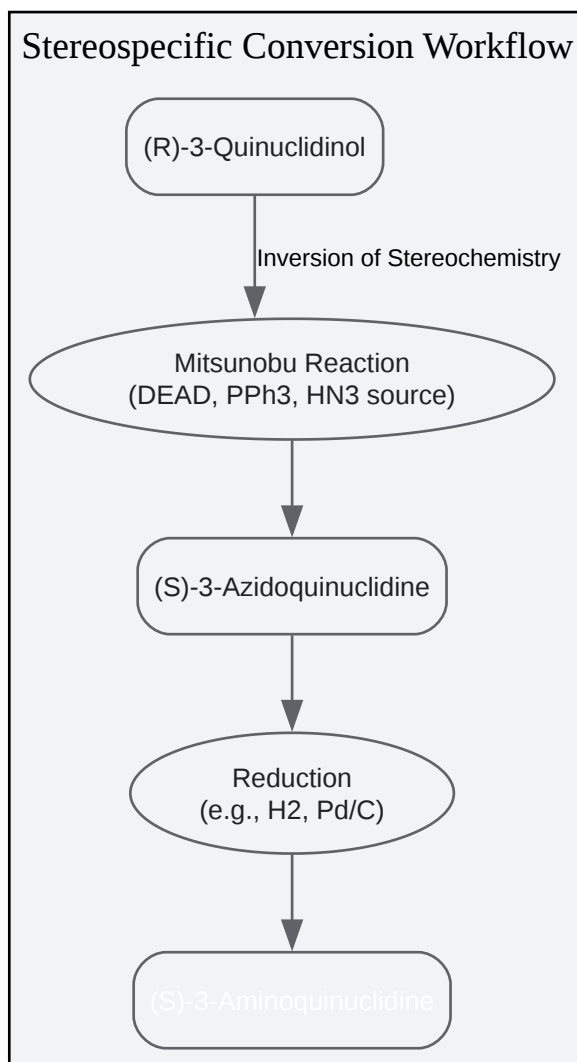 Stereospecific Conversion Workflow
(R)-3-Quinuclidinol
Inversion of Stereochemistry
Mitsunobu Reaction
(DEAD, PPh3, HN3 source)
(S)-3-Azidoquinuclidine
Reduction
(e.g., H2, Pd/C)
(S)-3-Aminoquinuclidine